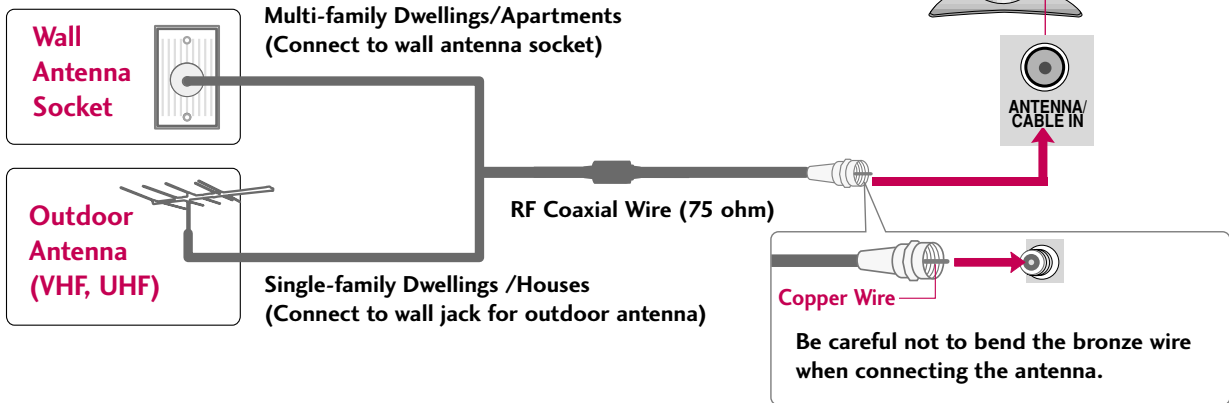 Wall
Antenna
Socket
Multi-family Dwellings/Apartments
(Connect to wall antenna socket)
ANTENNA/
CABLE IN
Outdoor
Antenna
(VHF, UHF)
RF Coaxial Wire (75 ohm)
Single-family Dwellings /Houses
(Connect to wall jack for outdoor antenna)
Copper Wire
Be careful not to bend the bronze wire
when connecting the antenna.